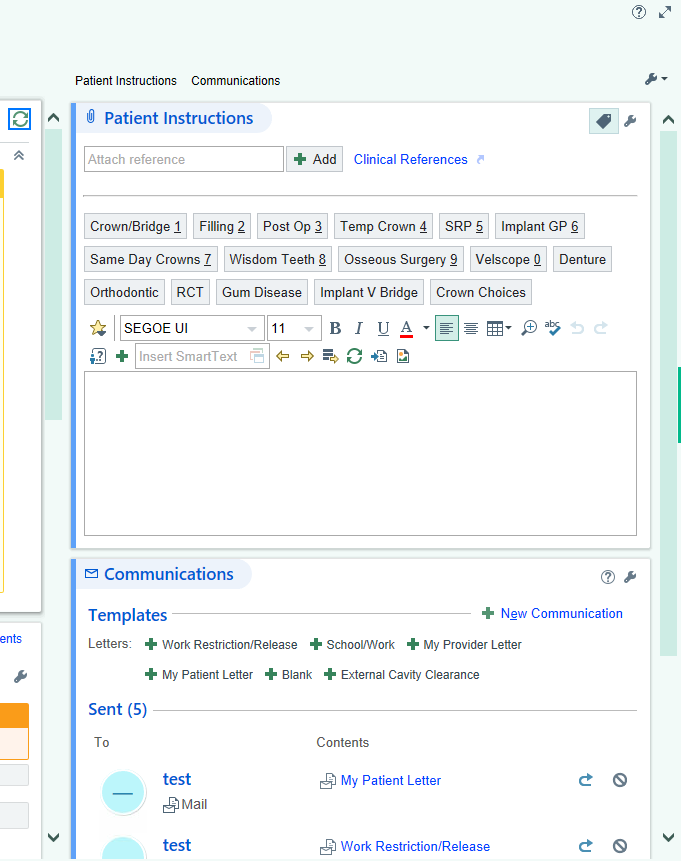 Patient Instructions Communications
Patient Instructions
Attach reference Add Clinical References
Crown/Bridge 1 Filling 2 Post Op 3 Temp Crown 4 SRP 5 Implant GP 6
Same Day Crowns 7 Wisdom Teeth 8 Osseous Surgery 9 Velscope 0 Denture
Orthodontic RCT Gum Disease Implant V Bridge Crown Choices
SEGOE UI 11 B I U A abc
Insert SmartText
Communications
Templates New Communication
Letters: Work Restriction/Release School/Work My Provider Letter
My Patient Letter Blank External Cavity Clearance
ents
Sent (5)
To Contents
test My Patient Letter
Mail
test Work Restriction/Release